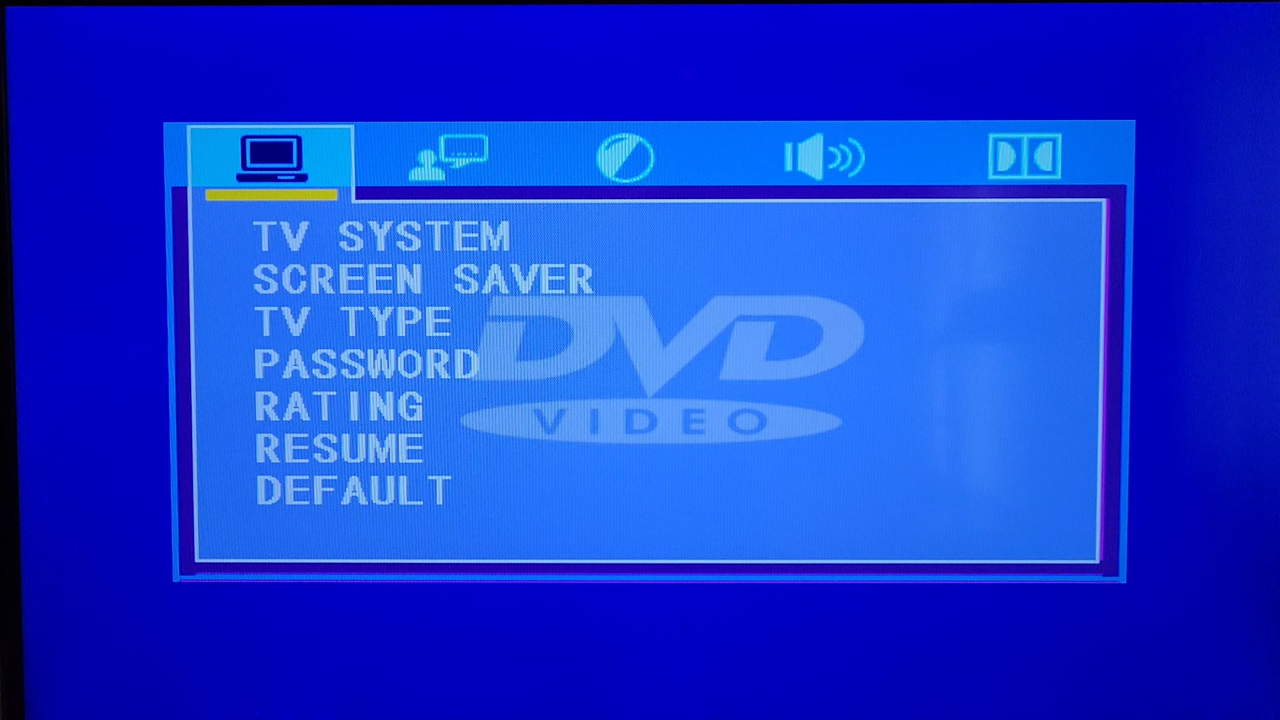 TV SYSTEM
SCREEN SAVER
TV TYPE
PASSWORD
RATING
RESUME
DEFAULT
DVD
VIDEO